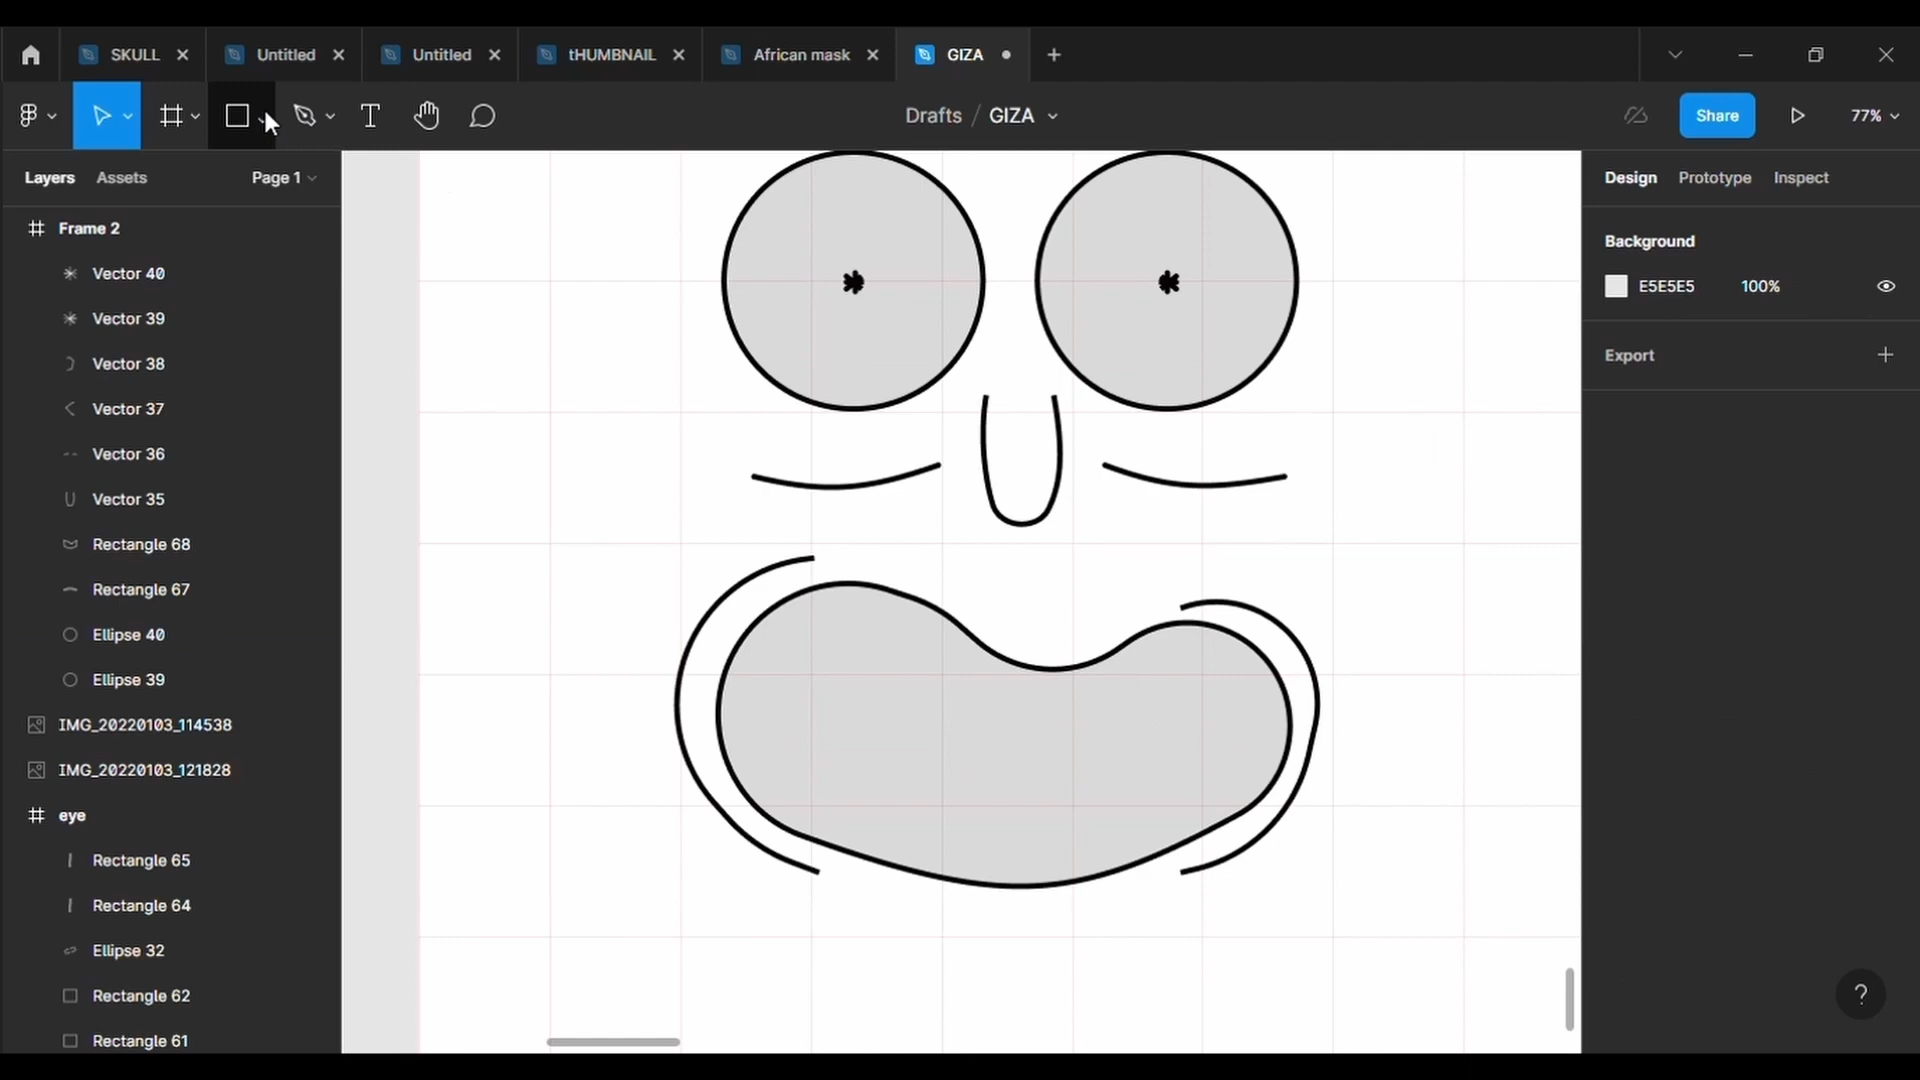 SKULL
Untitled
Untitled
tHUMBNAIL
African mask
GIZA
Drafts / GIZA
Share
77%
Layers
Assets
Page 1
Frame 2
Vector 40
Vector 39
Vector 38
Vector 37
Vector 36
Vector 35
Rectangle 68
Rectangle 67
Ellipse 40
Ellipse 39
IMG_20220103_114538
IMG_20220103_121828
eye
Rectangle 65
Rectangle 64
Ellipse 32
Rectangle 62
Rectangle 61
Design
Prototype
Inspect
Background
E5E5E5
100%
Export
?